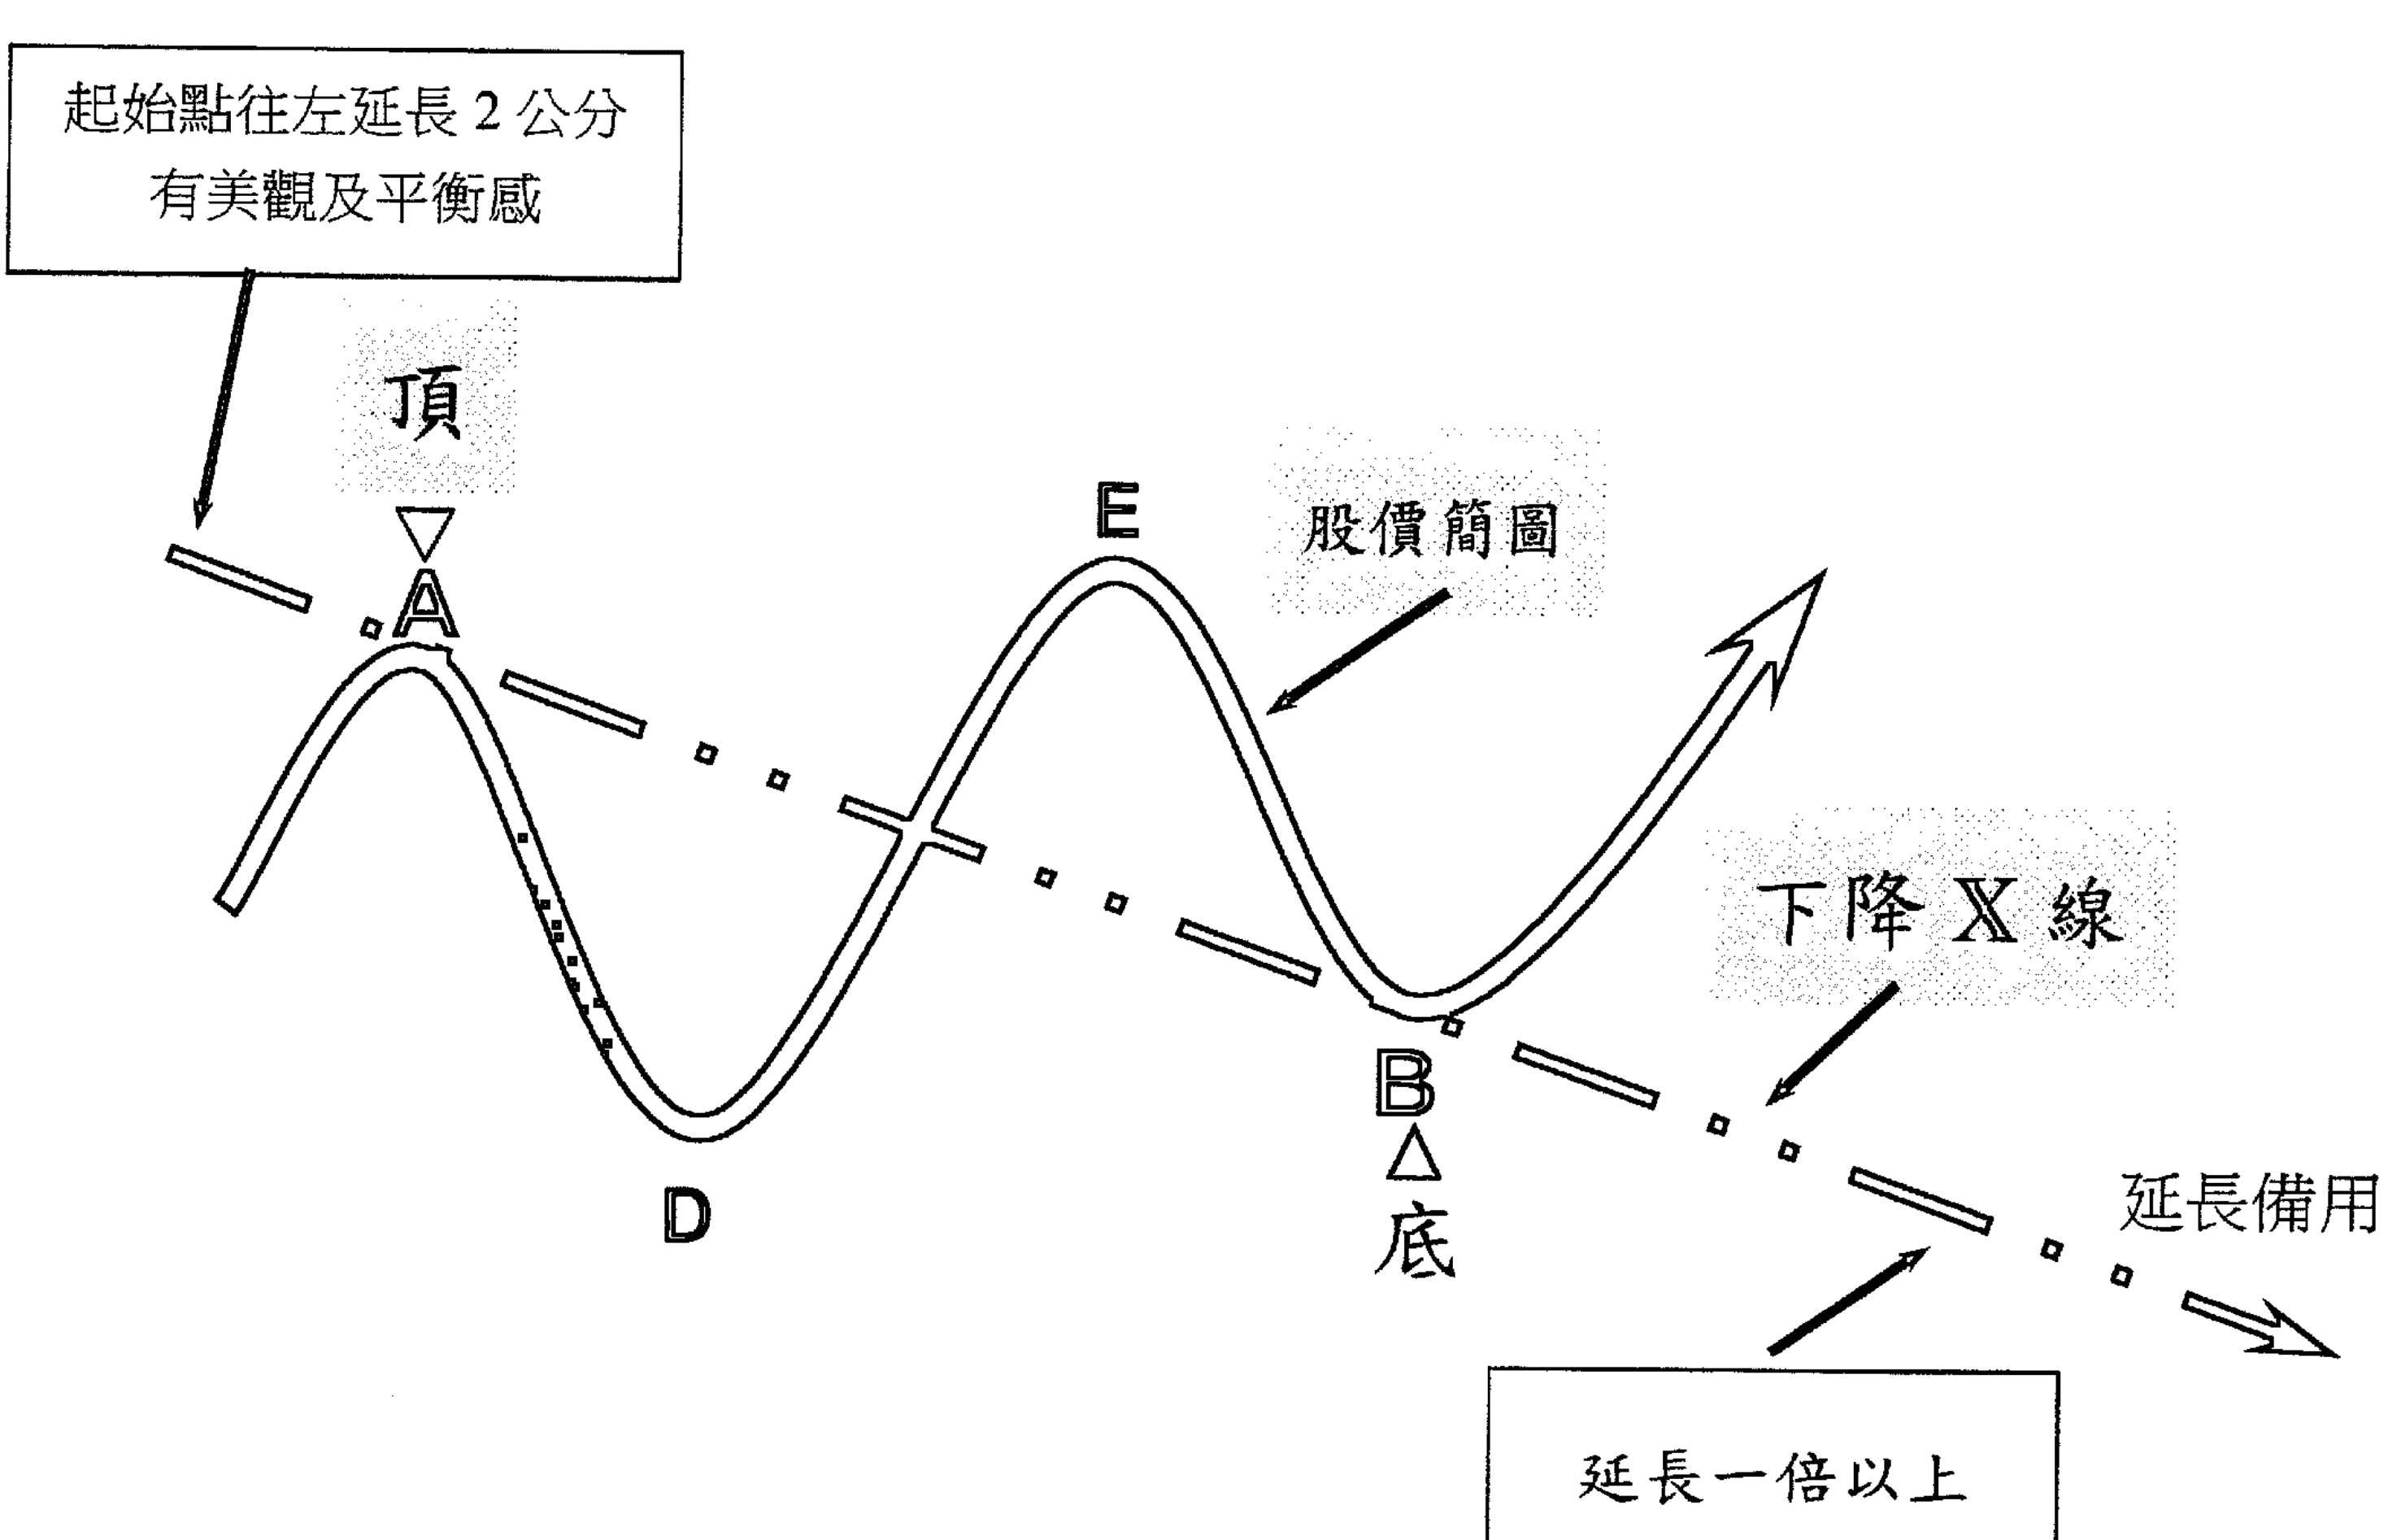 起始點往左延長 2 公分
有美觀及平衡感
頂
A
E
股價簡圖
下降 X 線
D
B
底
延長備用
延長一倍以上